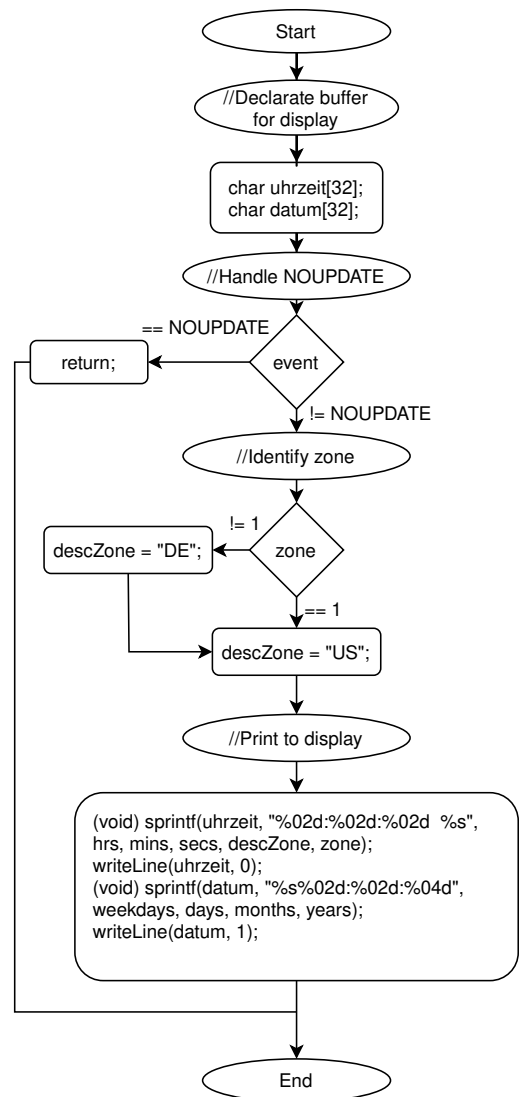 Start
//Declarate buffer
for display
char uhrzeit[32];
char datum[32];
//Handle NOUPDATE
== NOUPDATE
return;
event
!= NOUPDATE
//Identify zone
!= 1
descZone = "DE";
zone
== 1
descZone = "US";
//Print to display
(void) sprintf(uhrzeit, "%02d:%02d:%02d  %s",
hrs, mins, secs, descZone, zone);
writeLine(uhrzeit, 0);
(void) sprintf(datum, "%s%02d:%02d:%04d",
weekdays, days, months, years);
writeLine(datum, 1);
End